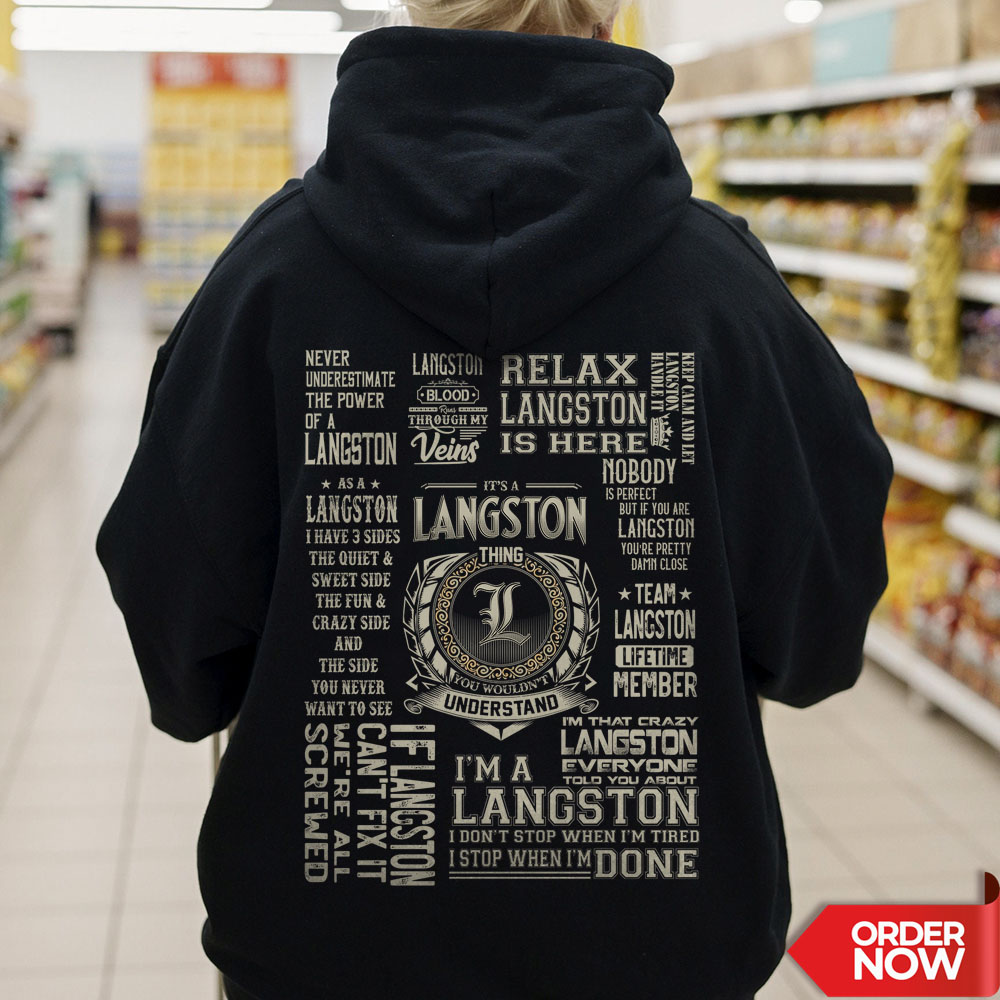 NEVER
UNDERESTIMATE
THE POWER
OF A
LANGSTON
LANGSTON
BLOOD
Runs
THROUGH MY
Veins
RELAX
LANGSTON
IS HERE
KEEP CALM AND LET
LANGSTON
HANDLE IT
NOBODY
IS PERFECT
BUT IF YOU ARE
LANGSTON
YOU'RE PRETTY
DAMN CLOSE
★ AS A ★
LANGSTON
I HAVE 3 SIDES
THE QUIET &
SWEET SIDE
THE FUN &
CRAZY SIDE
AND
THE SIDE
YOU NEVER
WANT TO SEE
IT'S A
LANGSTON
THING
L
YOU WOULDN'T
UNDERSTAND
★ TEAM ★
LANGSTON
LIFETIME
MEMBER
IF LANGSTON
CAN'T FIX IT
WE'RE ALL
SCREWED
I'M THAT CRAZY
LANGSTON
EVERYONE
TOLD YOU ABOUT
I'M A
LANGSTON
I DON'T STOP WHEN I'M TIRED
I STOP WHEN I'M DONE
ORDER
NOW